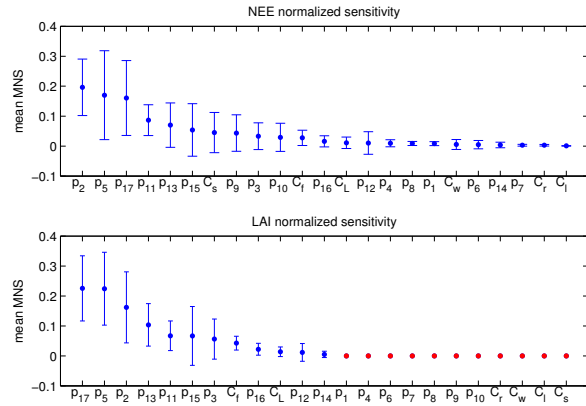 NEE normalized sensitivity
0.4
0.3
0.2
0.1
0
−0.1
mean MNS
p2 p5 p17 p11 p13 p15 Cs p9 p3 p10 Cf p16 CL p12 p4 p8 p1 Cw p6 p14 p7 Cr Cl
LAI normalized sensitivity
0.4
0.3
0.2
0.1
0
−0.1
mean MNS
p17 p5 p2 p13 p11 p15 p3 Cf p16 CL p12 p14 p1 p4 p6 p7 p8 p9 p10 Cr Cw Cl Cs